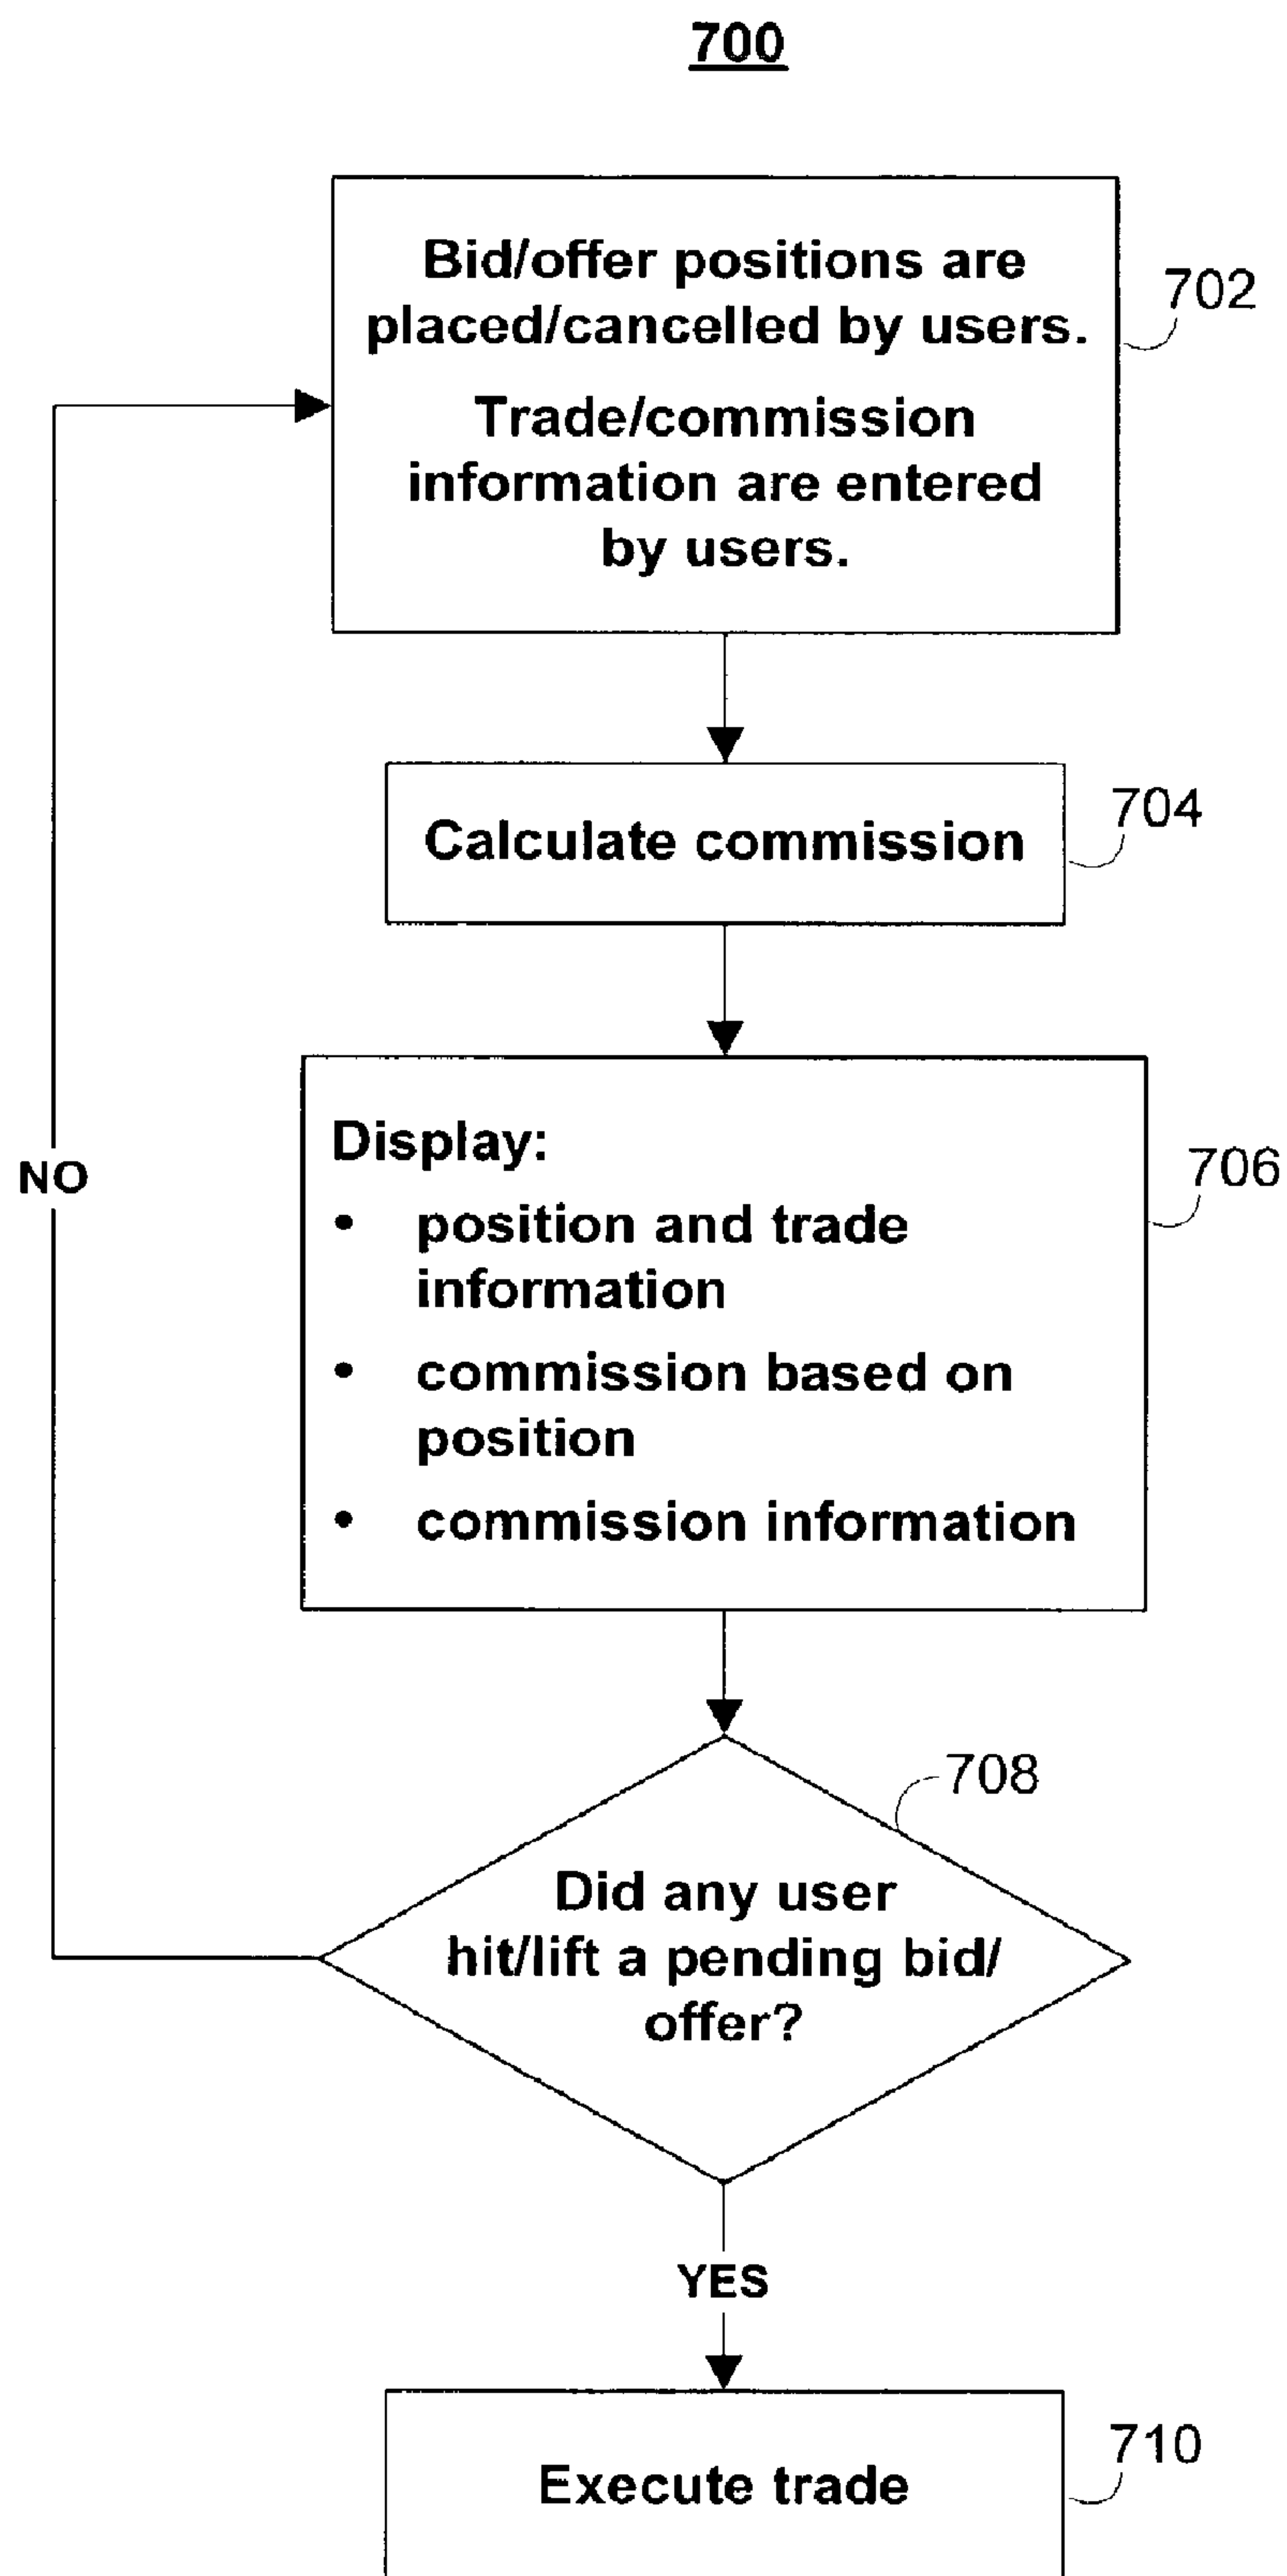 700
Bid/offer positions are
placed/cancelled by users.
702
Trade/commission
information are entered
by users.
Calculate commission
704
Display:
706
• position and trade
information
• commission based on
position
• commission information
NO
708
Did any user
hit/lift a pending bid/
offer?
YES
Execute trade
710